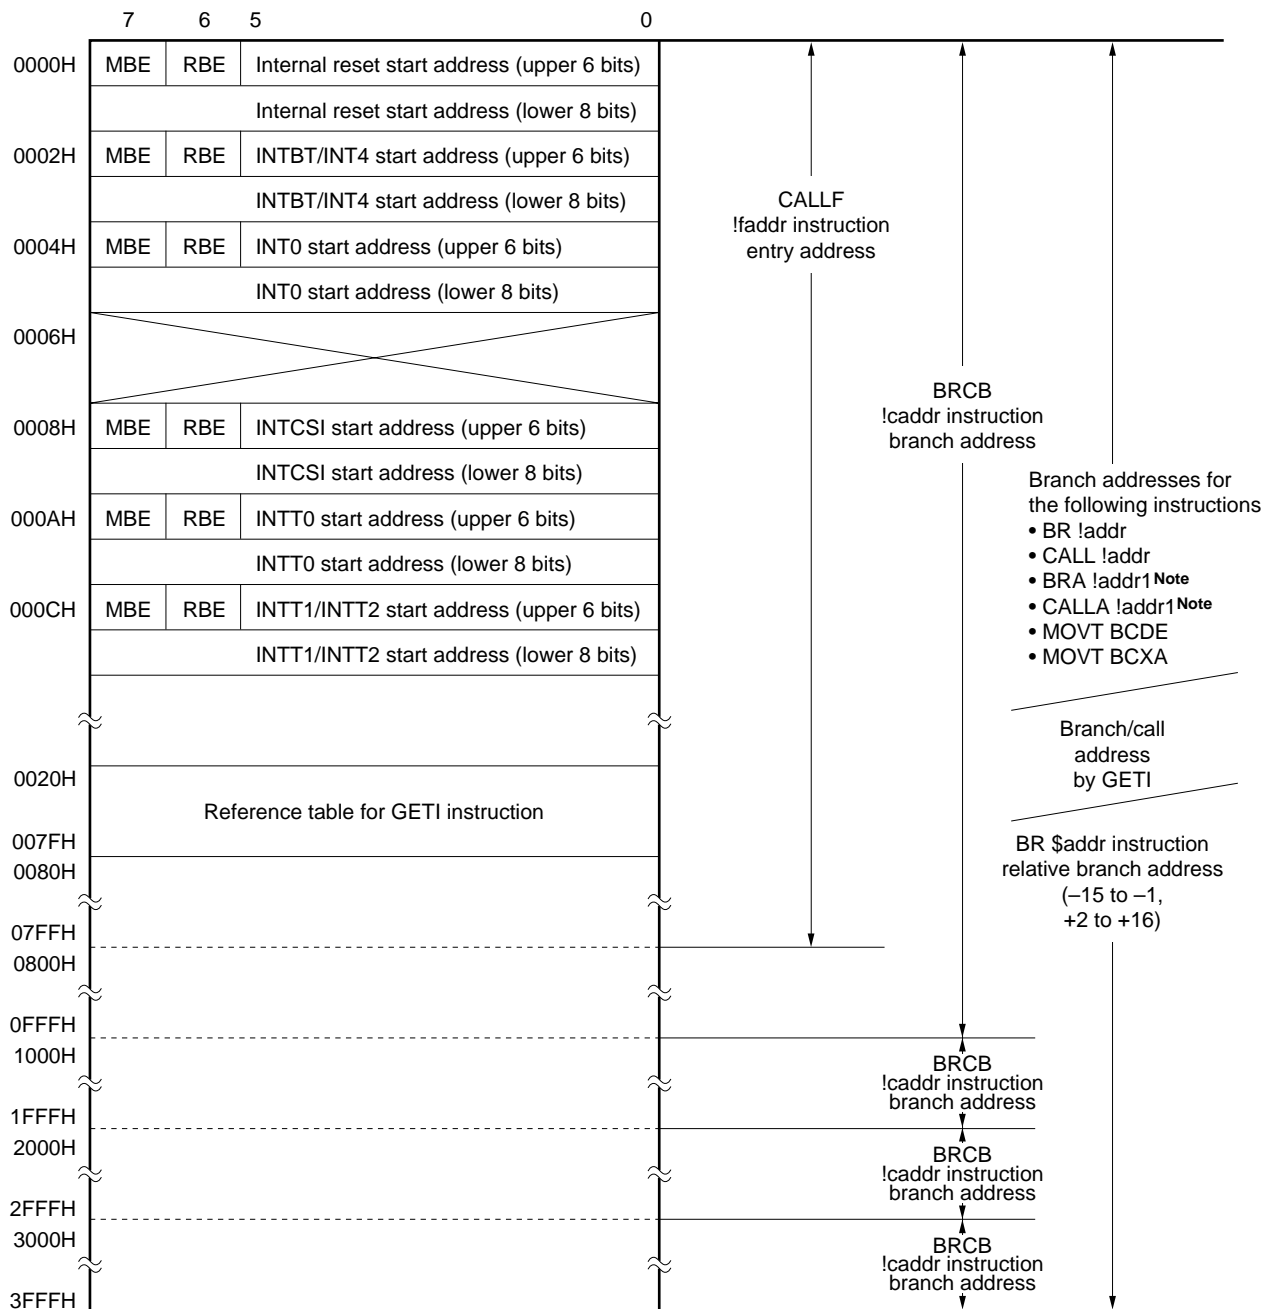 7 6 5 0
0000H MBE RBE Internal reset start address (upper 6 bits)
Internal reset start address (lower 8 bits)
0002H MBE RBE INTBT/INT4 start address (upper 6 bits)
INTBT/INT4 start address (lower 8 bits)
0004H MBE RBE INT0 start address (upper 6 bits)
INT0 start address (lower 8 bits)
0006H
0008H MBE RBE INTCSI start address (upper 6 bits)
INTCSI start address (lower 8 bits)
000AH MBE RBE INTT0 start address (upper 6 bits)
INTT0 start address (lower 8 bits)
000CH MBE RBE INTT1/INTT2 start address (upper 6 bits)
INTT1/INTT2 start address (lower 8 bits)
0020H
Reference table for GETI instruction
007FH
0080H
07FFH
0800H
0FFFH
1000H
1FFFH
2000H
2FFFH
3000H
3FFFH
CALLF
!faddr instruction
entry address
BRCB
!caddr instruction
branch address
BRCB
!caddr instruction
branch address
BRCB
!caddr instruction
branch address
BRCB
!caddr instruction
branch address
Branch addresses for
the following instructions
• BR !addr
• CALL !addr
• BRA !addr1Note
• CALLA !addr1Note
• MOVT BCDE
• MOVT BCXA
Branch/call
address
by GETI
BR $addr instruction
relative branch address
(–15 to –1,
+2 to +16)